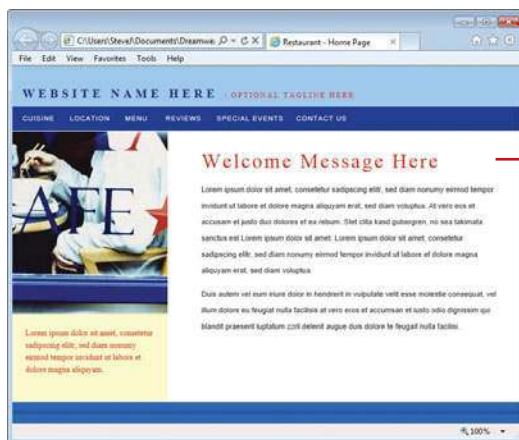 C:\Users\SteveJ\Documents\Dreamwa
Restaurant - Home Page
File Edit View Favorites Tools Help
WEBSITE NAME HERE | OPTIONAL TAGLINE HERE
CUISINE LOCATION MENU REVIEWS SPECIAL EVENTS CONTACT US
AFE
Welcome Message Here
Lorem ipsum dolor sit amet, consetetur sadipscing elitr, sed diam nonumy eirmod tempor
invidunt ut labore et dolore magna aliquyam erat, sed diam voluptua. At vero eos et
accusam et justo duo dolores et ea rebum. Stet clita kasd gubergren, no sea takimata
sanctus est Lorem ipsum dolor sit amet. Lorem ipsum dolor sit amet, consetetur
sadipscing elitr, sed diam nonumy eirmod tempor invidunt ut labore et dolore magna
aliquyam erat, sed diam voluptua.
Duis autem vel eum iriure dolor in hendrerit in vulputate velit esse molestie consequat, vel
illum dolore eu feugiat nulla facilisis at vero eros et accumsan et iusto odio dignissim qui
blandit praesent luptatum zzril delenit augue duis dolore te feugait nulla facilisi.
Lorem ipsum dolor sit amet, consetetur
sadipscing elitr, sed diam nonumy
eirmod tempor invidunt ut labore et
dolore magna aliquyam.
100%